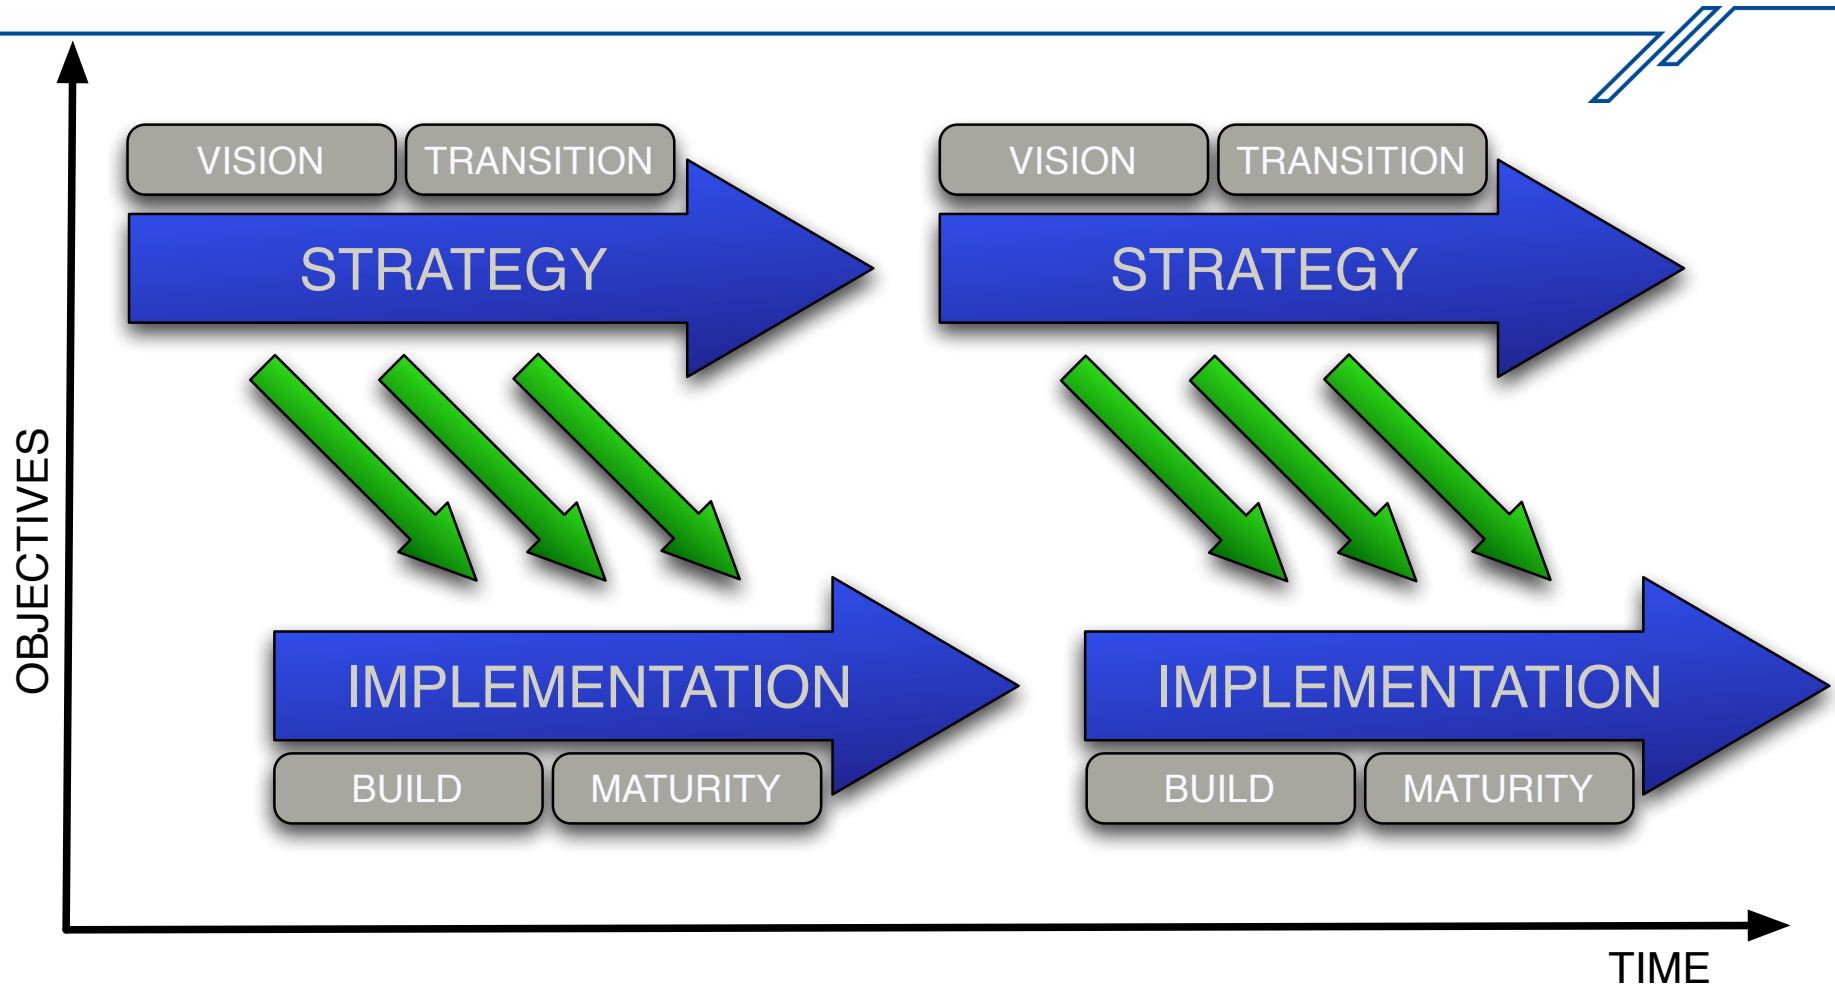 VISION
TRANSITION
VISION
TRANSITION
STRATEGY
STRATEGY
OBJECTIVES
IMPLEMENTATION
IMPLEMENTATION
BUILD
MATURITY
BUILD
MATURITY
TIME